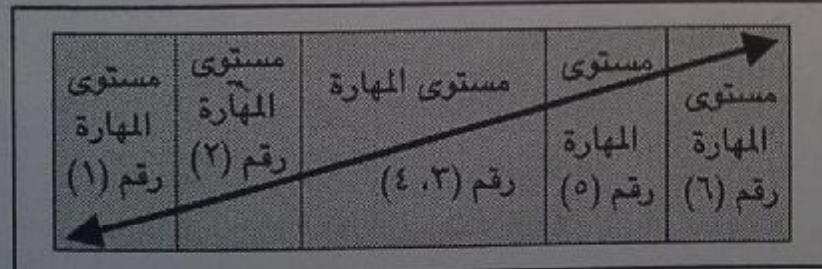 مستوى
المهارة
رقم (٦)
مستوى
المهارة
رقم (٥)
مستوى المهارة
رقم (٣، ٤)
مستوى
المهارة
رقم (٢)
مستوى
المهارة
رقم (١)